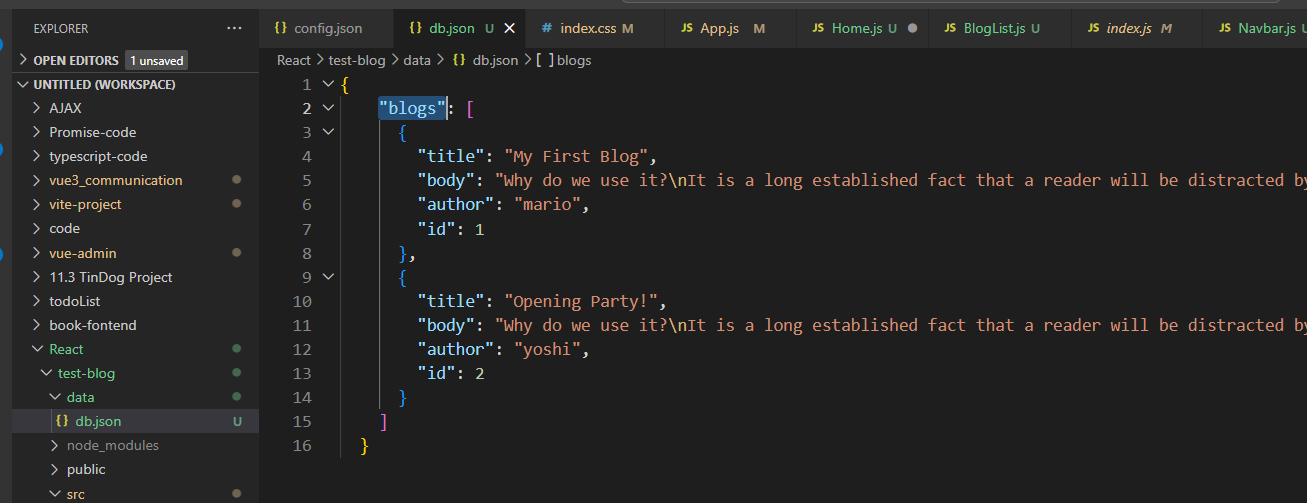 EXPLORER ...
{} config.json {} db.json U × # index.css M JS App.js M JS Home.js U ● JS BlogList.js U JS index.js M JS Navbar.js U
OPEN EDITORS 1 unsaved
React > test-blog > data > {} db.json > [ ] blogs
UNTITLED (WORKSPACE)
AJAX
Promise-code
typescript-code
vue3_communication
vite-project
code
vue-admin
11.3 TinDog Project
todoList
book-fontend
React
test-blog
data
{} db.json U
node_modules
public
src
1 {
2 "blogs": [
3 {
4 "title": "My First Blog",
5 "body": "Why do we use it?\nIt is a long established fact that a reader will be distracted by
6 "author": "mario",
7 "id": 1
8 },
9 {
10 "title": "Opening Party!",
11 "body": "Why do we use it?\nIt is a long established fact that a reader will be distracted by
12 "author": "yoshi",
13 "id": 2
14 }
15 ]
16 }